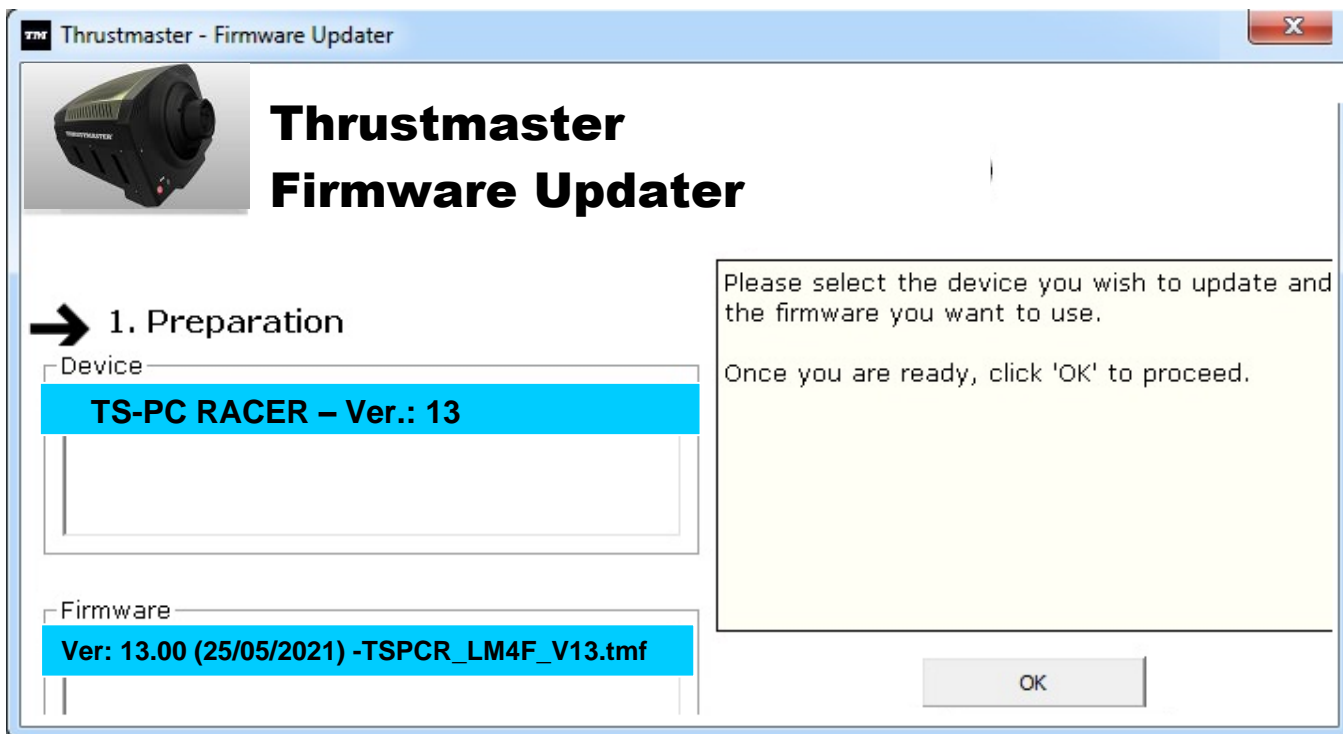 TM Thrustmaster - Firmware Updater
X
THRUSTMASTER
Thrustmaster
Firmware Updater
1. Preparation
Device
TS-PC RACER – Ver.: 13
Firmware
Ver: 13.00 (25/05/2021) -TSPCR_LM4F_V13.tmf
Please select the device you wish to update and
the firmware you want to use.
Once you are ready, click 'OK' to proceed.
OK